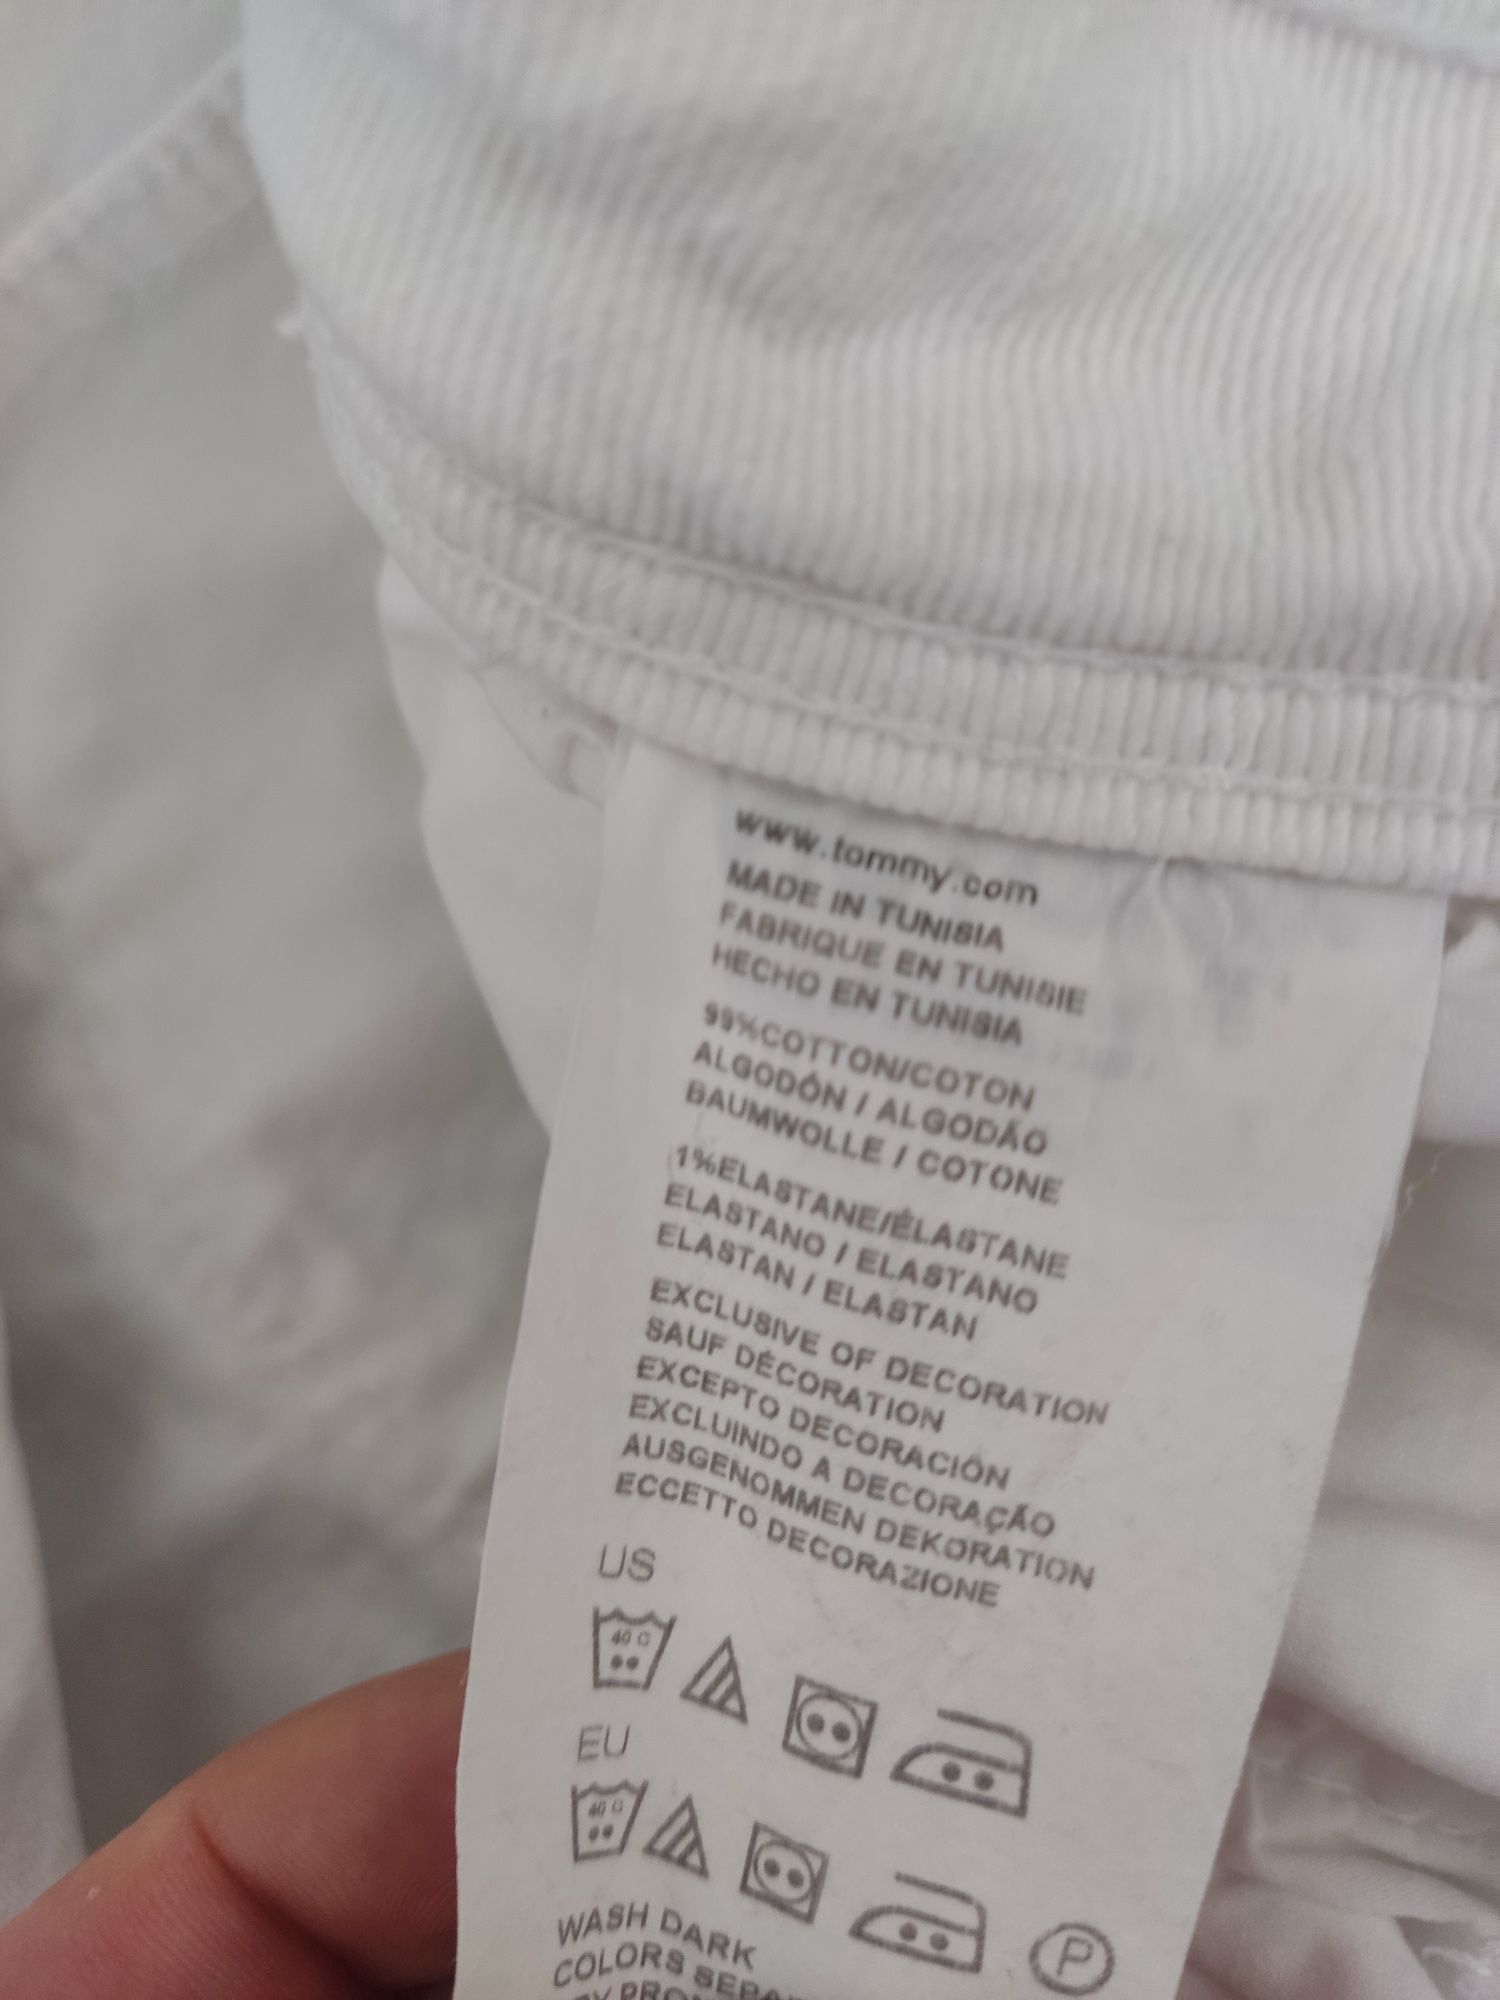 www.tommy.com
MADE IN TUNISIA
FABRIQUE EN TUNISIE
HECHO EN TUNISIA
99%COTTON/COTON
ALGODÓN / ALGODÃO
BAUMWOLLE / COTONE
1%ELASTANE/ÉLASTANE
ELASTANO / ELASTANO
ELASTAN / ELASTAN
EXCLUSIVE OF DECORATION
SAUF DÉCORATION
EXCEPTO DECORACIÓN
EXCLUINDO A DECORAÇÃO
AUSGENOMMEN DEKORATION
ECCETTO DECORAZIONE
US
40 C
EU
40 C
P
WASH DARK
COLORS